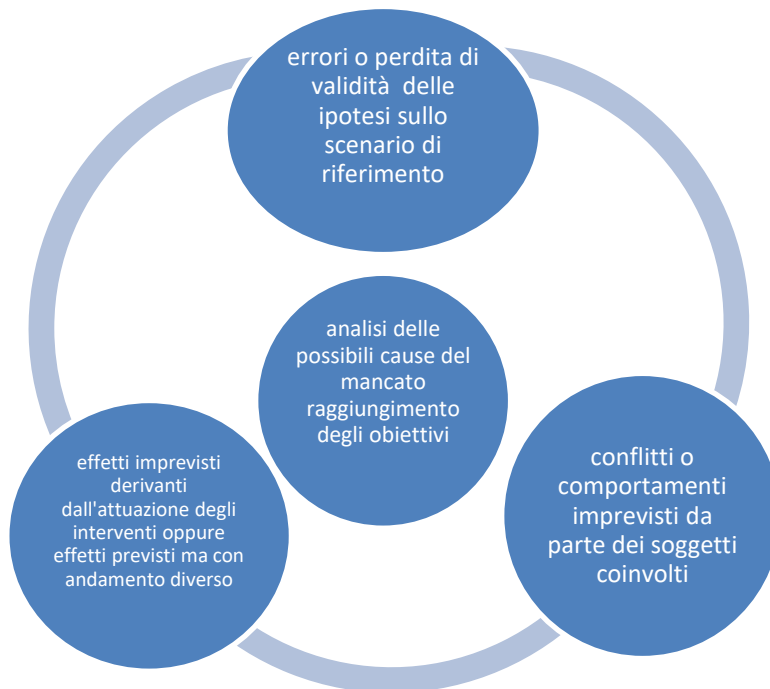 errori o perdita di
validità delle
ipotesi sullo
scenario di
riferimento
analisi delle
possibili cause del
mancato
raggiungimento
degli obiettivi
conflitti o
comportamenti
imprevisti da
parte dei soggetti
coinvolti
effetti imprevisti
derivanti
dall'attuazione degli
interventi oppure
effetti previsti ma con
andamento diverso